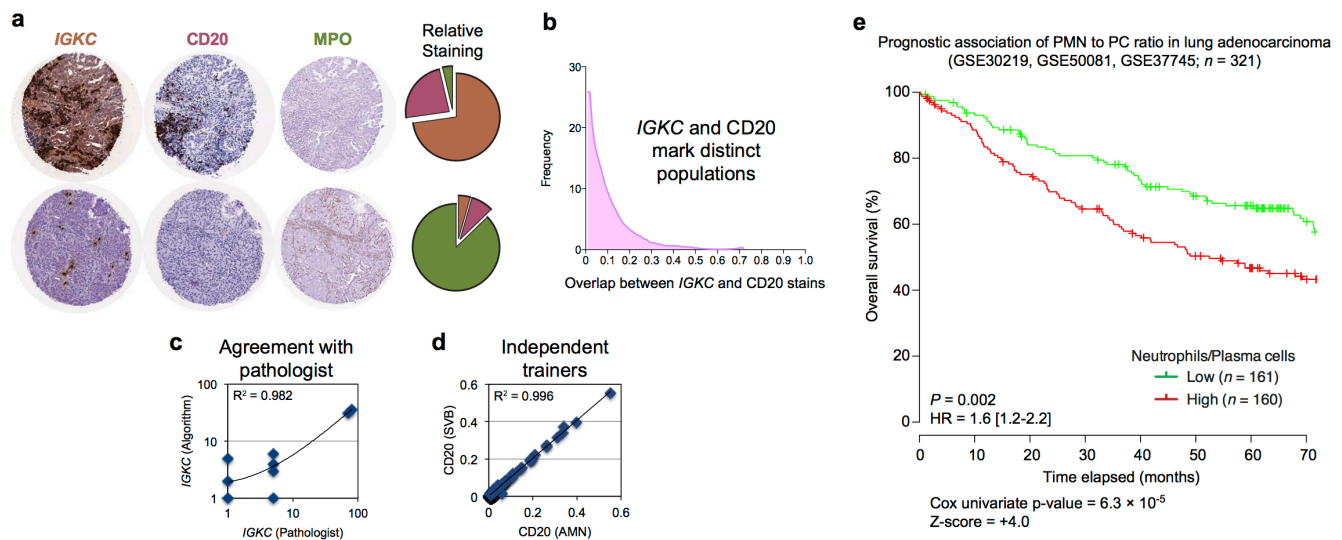 a
IGKC
CD20
MPO
Relative
Staining
b
30
20
10
0
Frequency
IGKC and CD20
mark distinct
populations
0 0.1 0.2 0.3 0.4 0.5 0.6 0.7 0.8 0.9 1.0
Overlap between IGKC and CD20 stains
c
Agreement with
pathologist
100
10
1
R² = 0.982
IGKC (Algorithm)
1 10 100
IGKC (Pathologist)
d
Independent
trainers
0.6
0.4
0.2
0
R² = 0.996
CD20 (SVB)
0 0.2 0.4 0.6
CD20 (AMN)
e
Prognostic association of PMN to PC ratio in lung adenocarcinoma
(GSE30219, GSE50081, GSE37745; n = 321)
100
80
60
40
20
0
Overall survival (%)
Neutrophils/Plasma cells
Low (n = 161)
High (n = 160)
P = 0.002
HR = 1.6 [1.2-2.2]
0 10 20 30 40 50 60 70
Time elapsed (months)
Cox univariate p-value = 6.3 × 10⁻⁵
Z-score = +4.0